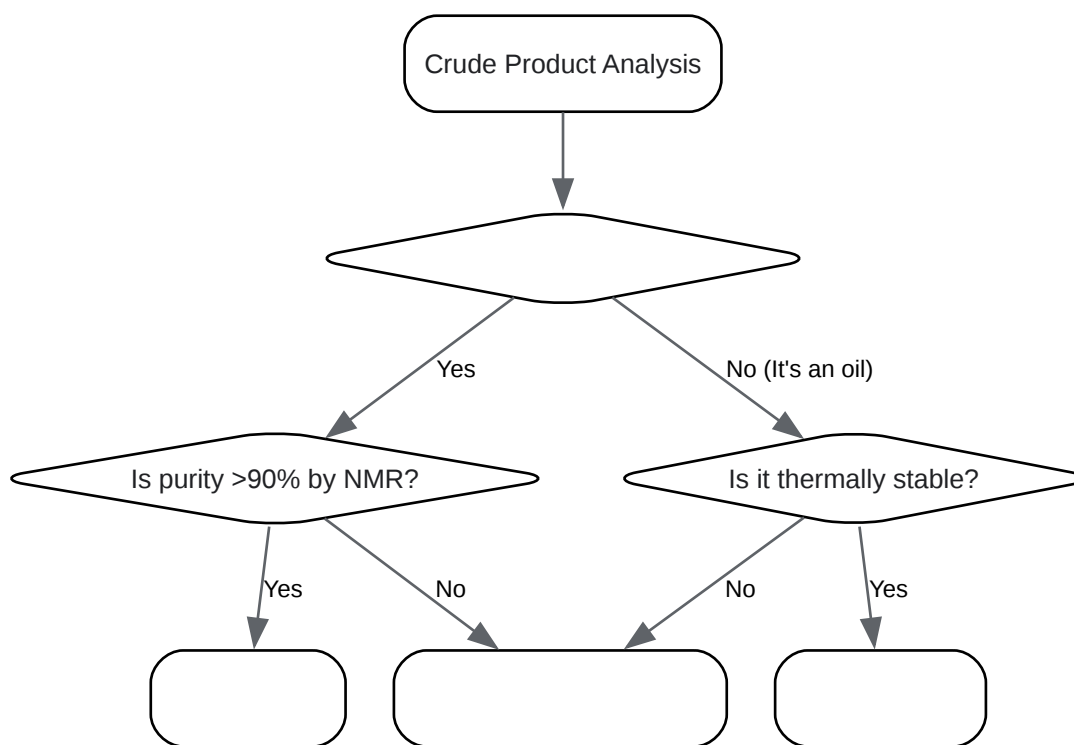 Crude Product Analysis
Yes
No (It's an oil)
Is purity >90% by NMR?
Is it thermally stable?
Yes
No
No
Yes